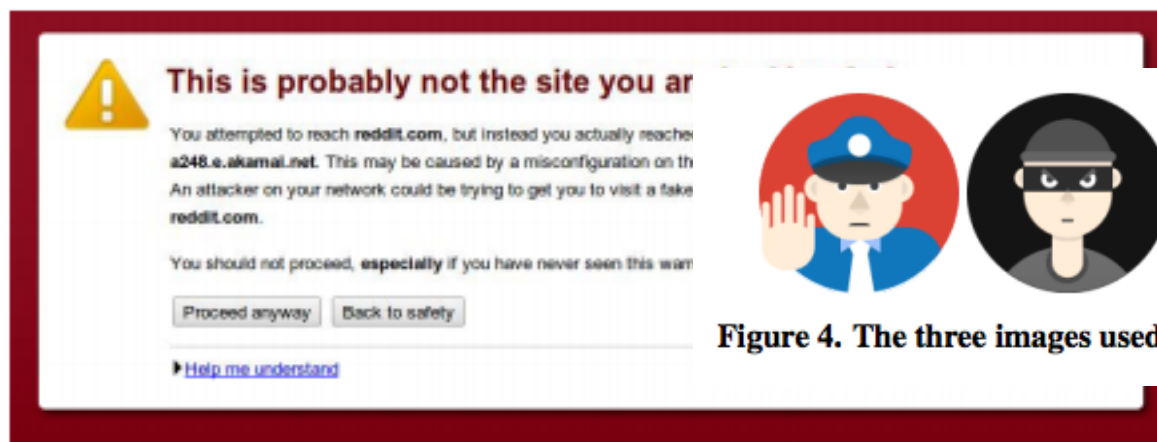 This is probably not the site you are
You attempted to reach reddit.com, but instead you actually reached
a248.e.akamai.net. This may be caused by a misconfiguration on the
An attacker on your network could be trying to get you to visit a fake
reddit.com.
You should not proceed, especially if you have never seen this
Proceed anyway Back to safety
Help me understand
Figure 4. The three images used